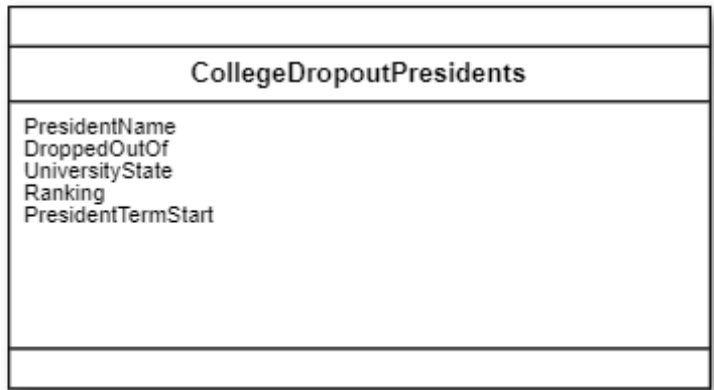 CollegeDropoutPresidents
PresidentName
DroppedOutOf
UniversityState
Ranking
PresidentTermStart